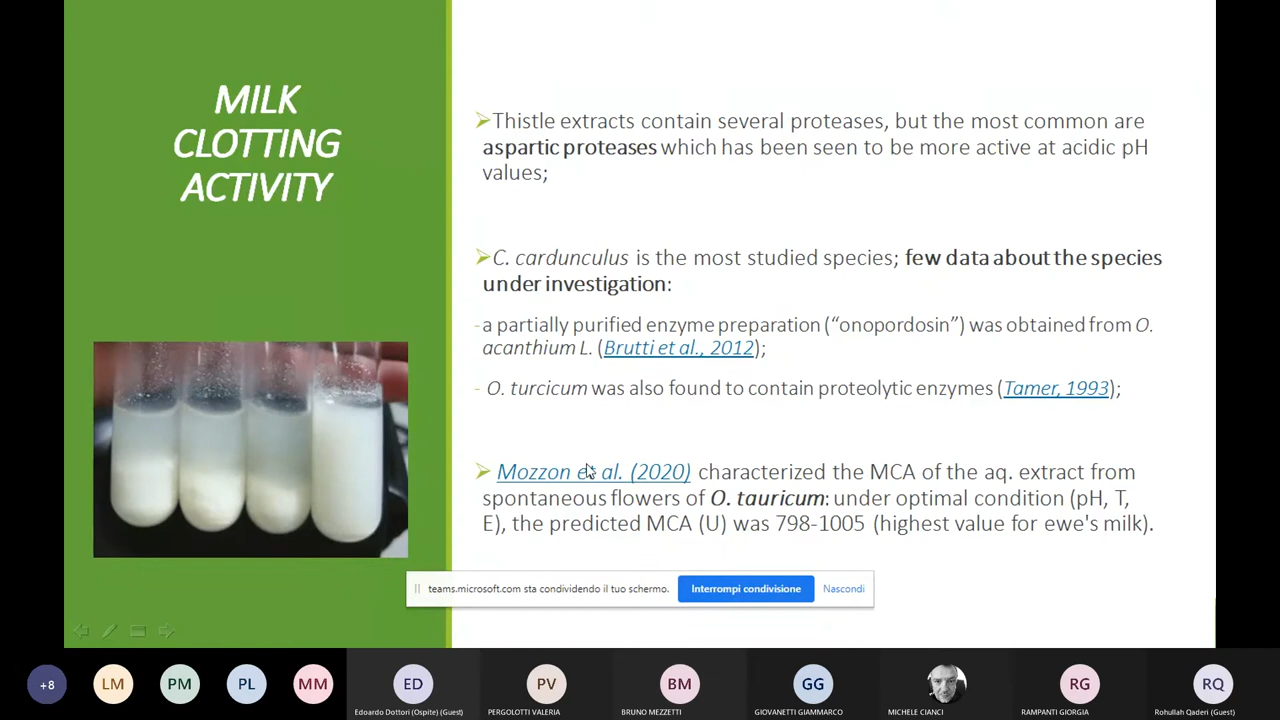 MILK
CLOTTING
ACTIVITY
➢Thistle extracts contain several proteases, but the most common are
aspartic proteases which has been seen to be more active at acidic pH
values;
➢C. cardunculus is the most studied species; few data about the species
under investigation:
-a partially purified enzyme preparation (“onopordosin”) was obtained from O.
acanthium L. (Brutti et al., 2012);
- O. turcicum was also found to contain proteolytic enzymes (Tamer, 1993);
➢ Mozzon et al. (2020) characterized the MCA of the aq. extract from
spontaneous flowers of O. tauricum: under optimal condition (pH, T,
E), the predicted MCA (U) was 798-1005 (highest value for ewe's milk).
teams.microsoft.com sta condividendo il tuo schermo. Interrompi condivisione Nascondi
+8 LM PM PL MM ED PV BM GG RG RQ
Edoardo Dottori (Ospite) (Guest) PERGOLOTTI VALERIA BRUNO MEZZETTI GIOVANETTI GIAMMARCO MICHELE CIANCI RAMPANTI GIORGIA Rohullah Qaderi (Guest)